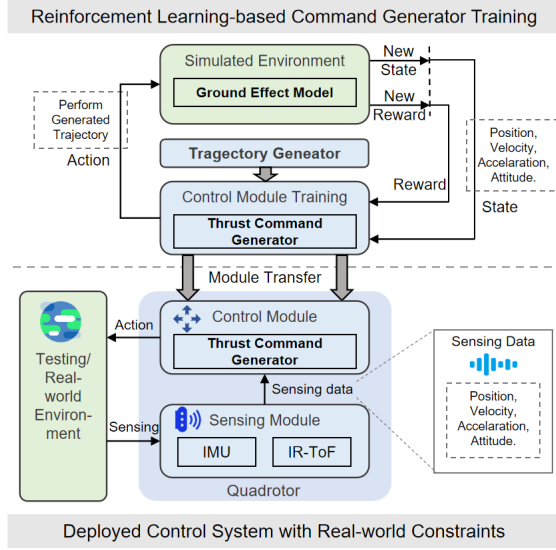 Reinforcement Learning-based Command Generator Training
Simulated Environment
Ground Effect Model
New
State
New
Reward
Perform
Generated
Trajectory
Action
Tragectory Geneator
Position,
Velocity,
Accelaration,
Attitude.
Control Module Training
Thrust Command
Generator
Reward
State
Module Transfer
Testing/
Real-
world
Environ-
ment
Action
Control Module
Thrust Command
Generator
Sensing data
Sensing
Sensing Module
IMU
IR-ToF
Quadrotor
Sensing Data
Position,
Velocity,
Accelaration,
Attitude.
Deployed Control System with Real-world Constraints